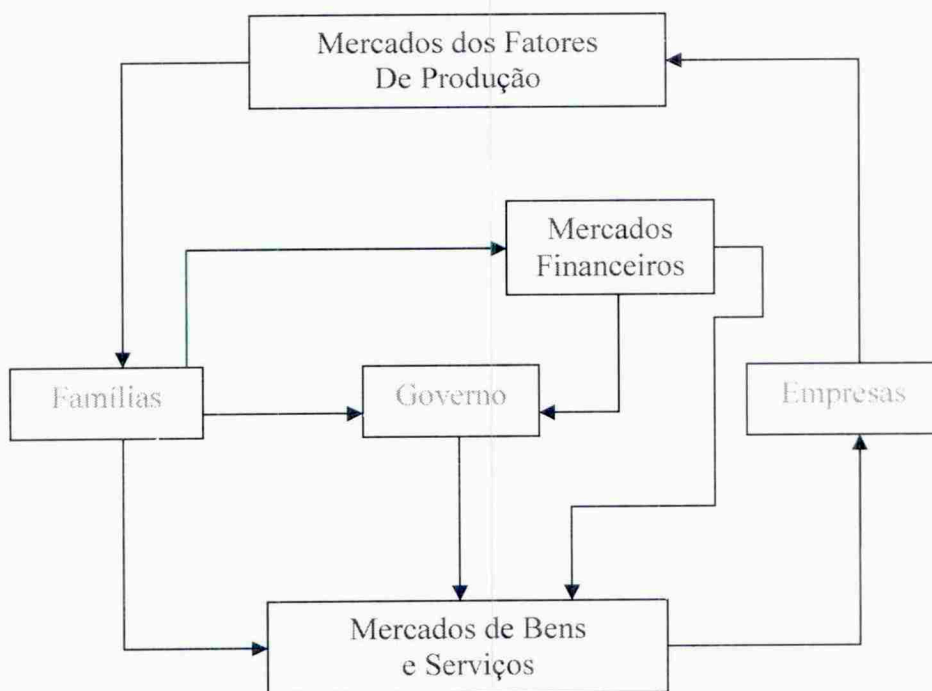 Mercados dos Fatores
De Produção
Mercados
Financeiros
Famílias
Governo
Empresas
Mercados de Bens
e Serviços